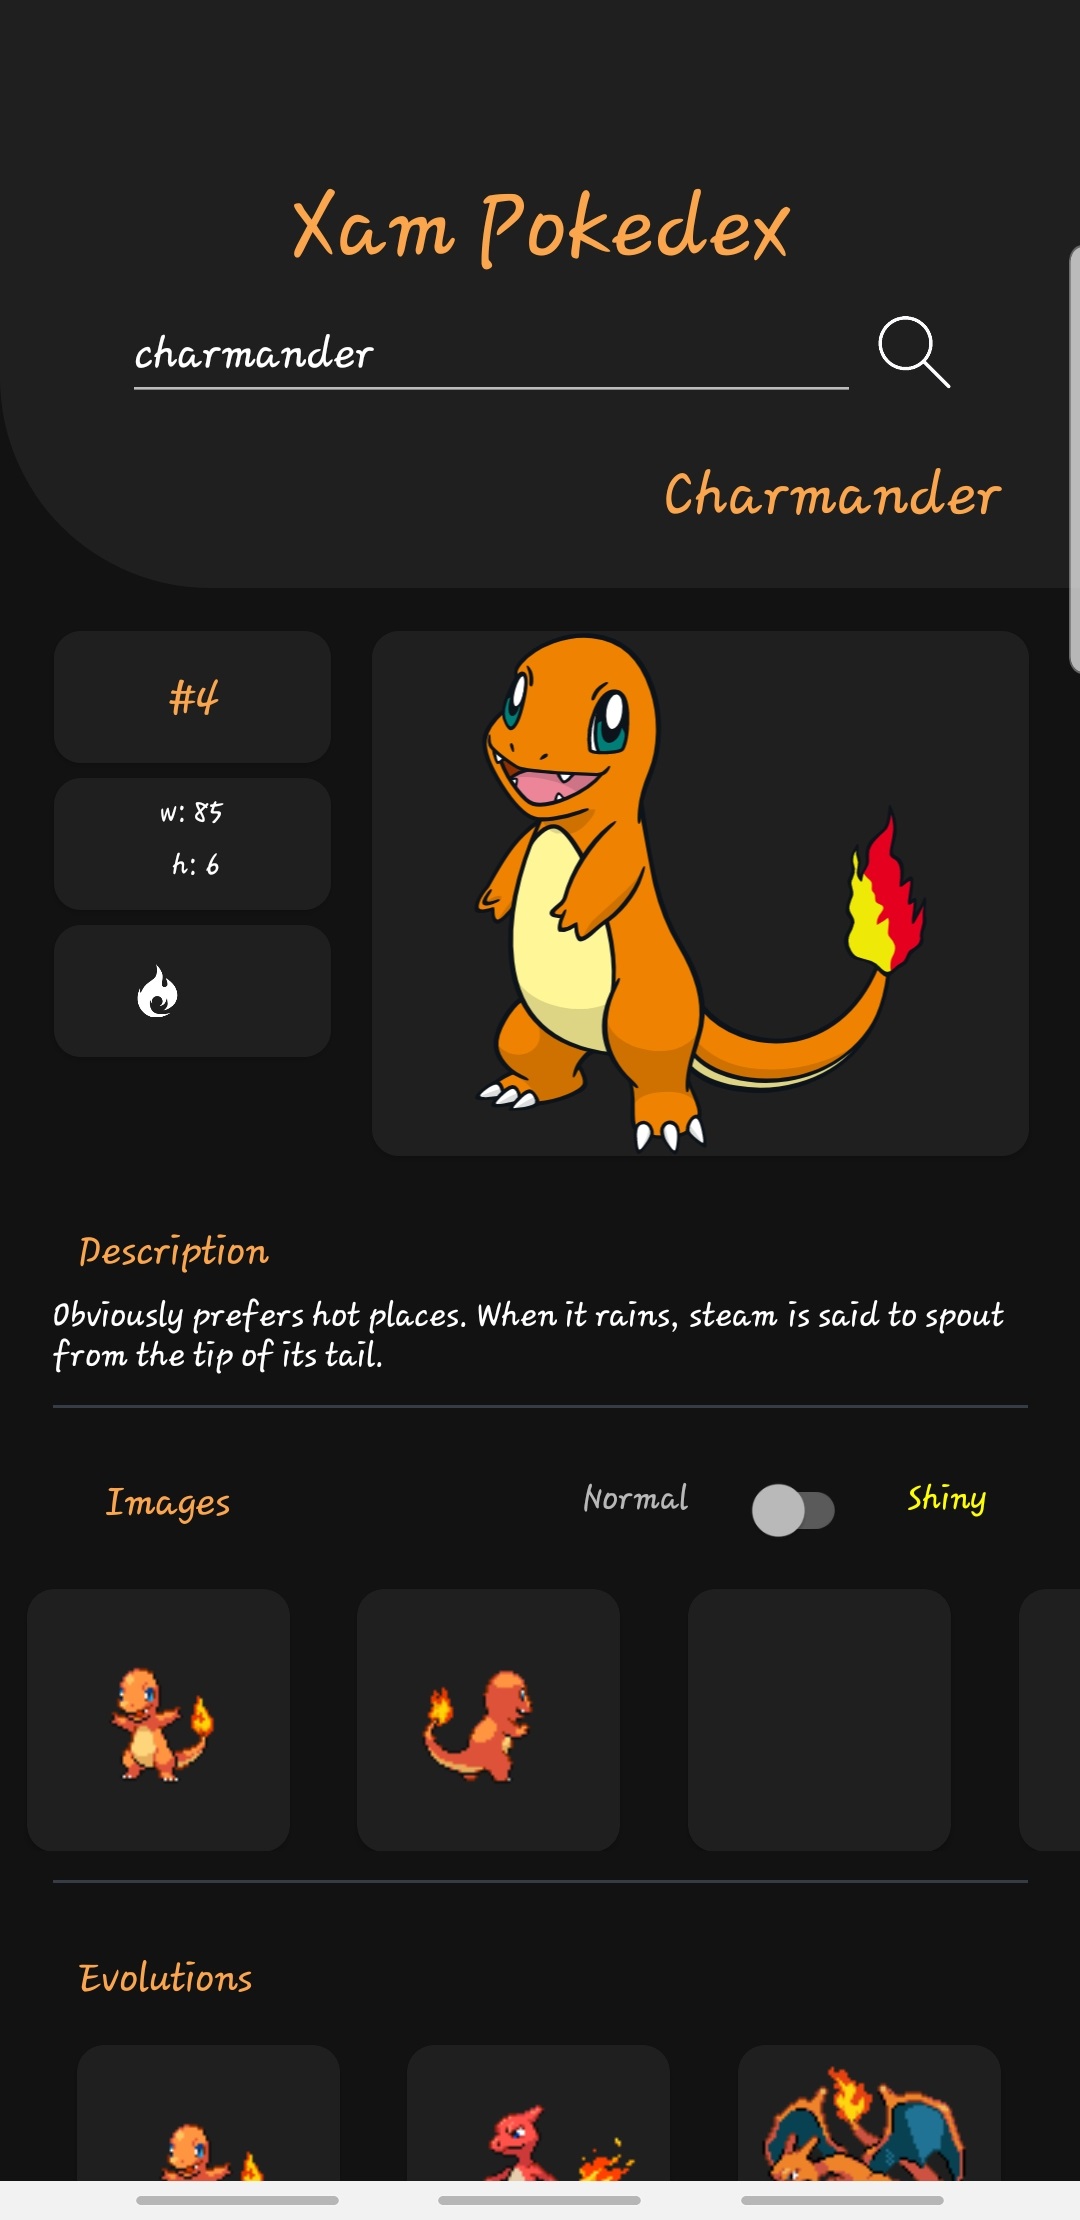 Xam Pokedex
charmander
Charmander
#4
w: 85
h: 6
Description
Obviously prefers hot places. When it rains, steam is said to spout
from the tip of its tail.
Images
Normal
Shiny
Evolutions